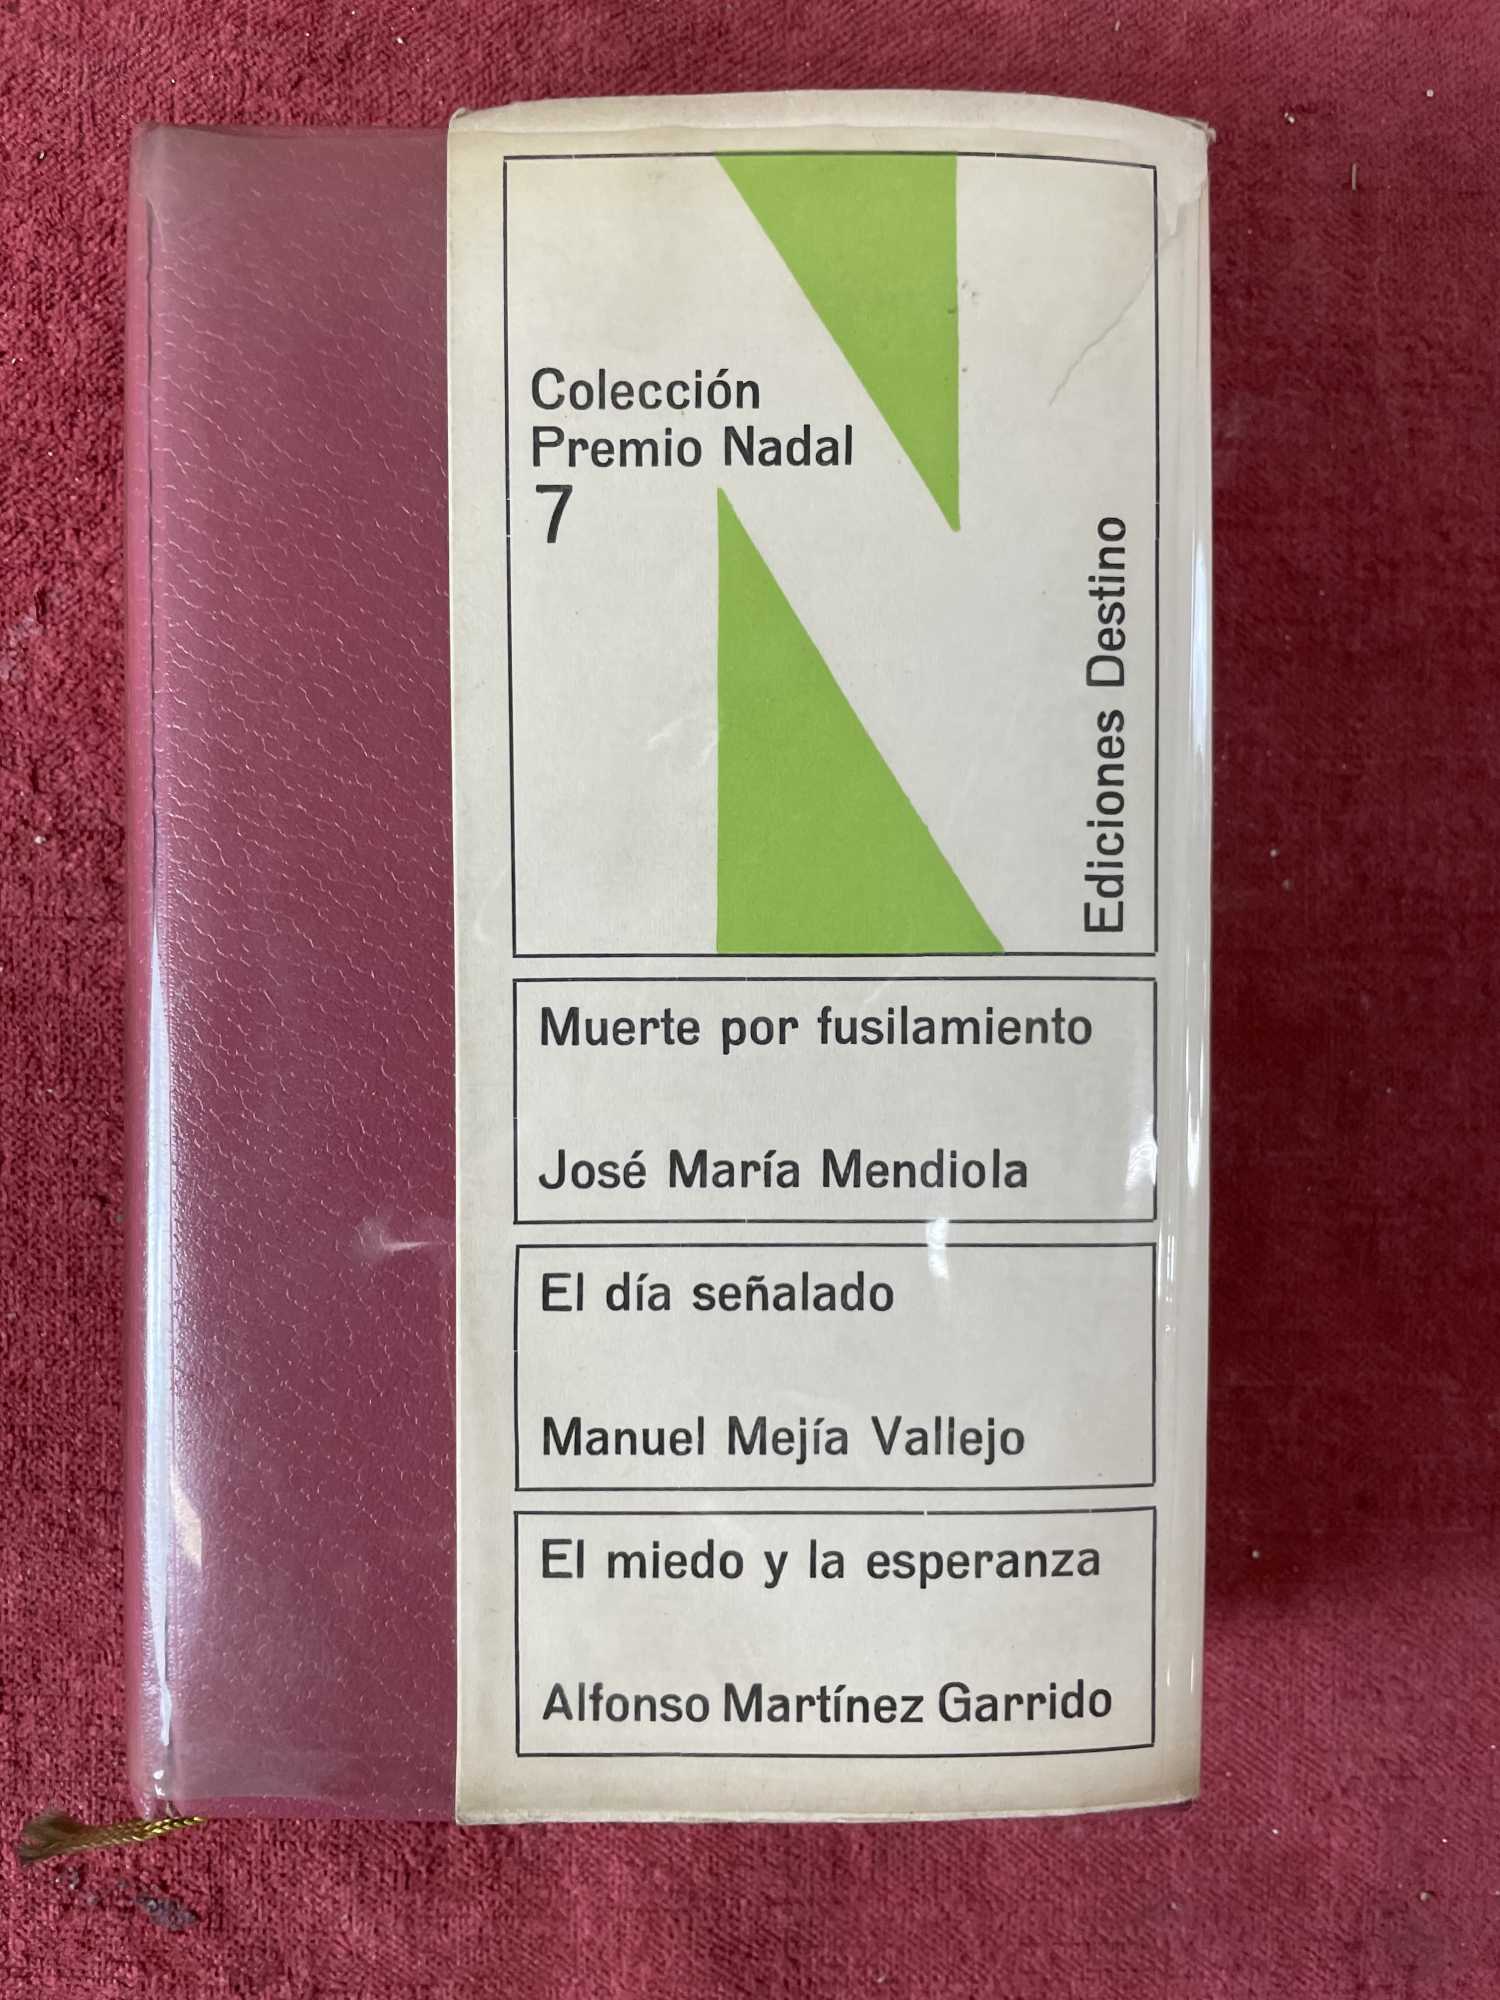 Colección
Premio Nadal
7
Ediciones Destino
Muerte por fusilamiento
José María Mendiola
El día señalado
Manuel Mejía Vallejo
El miedo y la esperanza
Alfonso Martínez Garrido